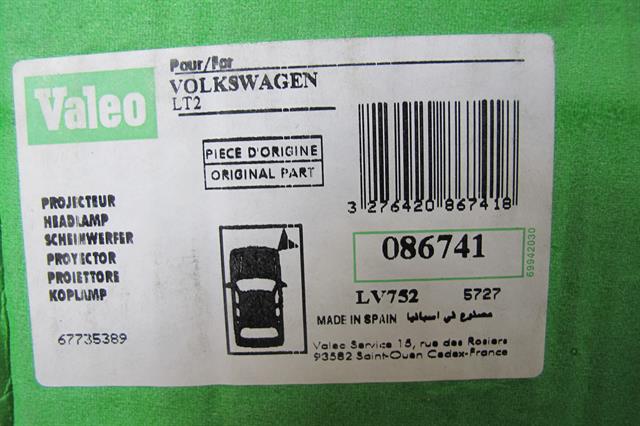 Valeo
Pour/For
VOLKSWAGEN
LT2
PIECE D'ORIGINE
ORIGINAL PART
PROJECTEUR
HEADLAMP
SCHEINWERFER
PROYECTOR
PROIETTORE
KOPLAMP
67735389
3 276420 867418
086741
69942030
LV752 5727
MADE IN SPAIN مصنوع في اسبانيا
Valeo Service 15, rue des Rosiers
93582 Saint-Ouen Cedex-France